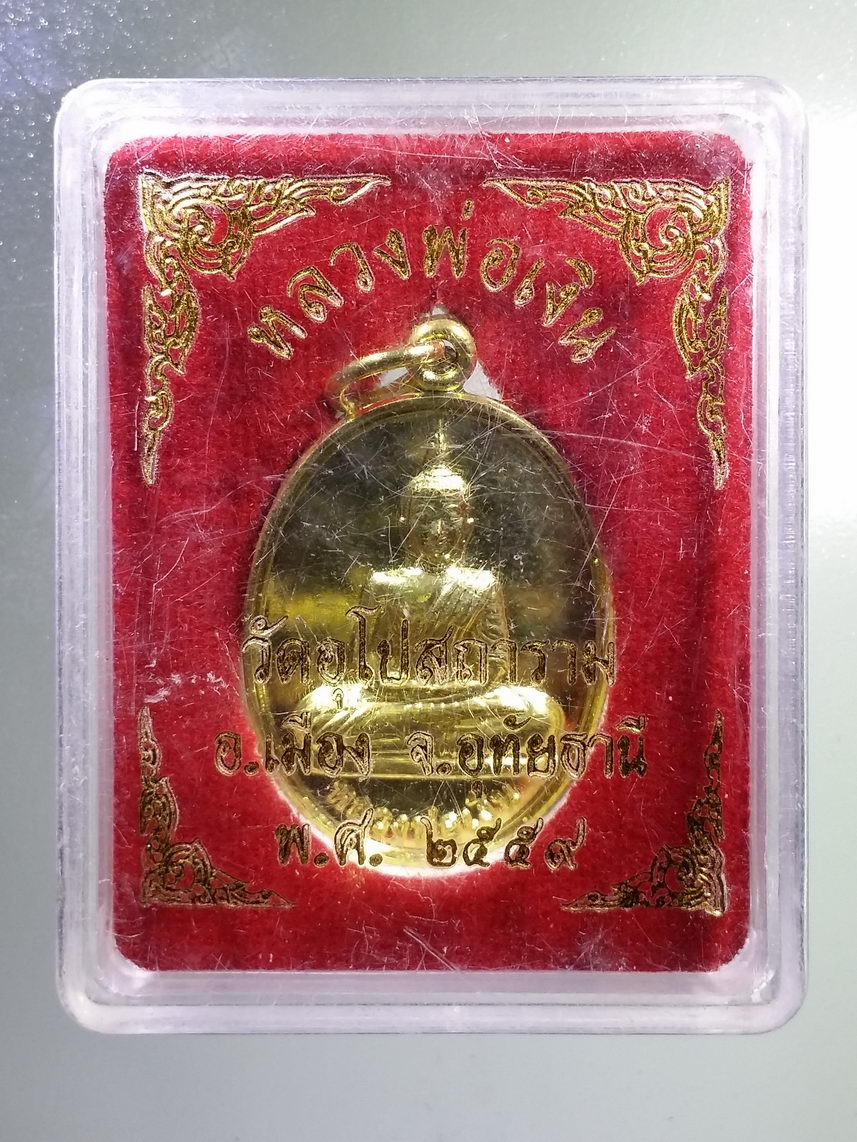 หลวงพ่อเงิน
วัดอุโปสถาราม
อ.เมือง จ.อุทัยธานี
พ.ศ. ๒๕๕๙